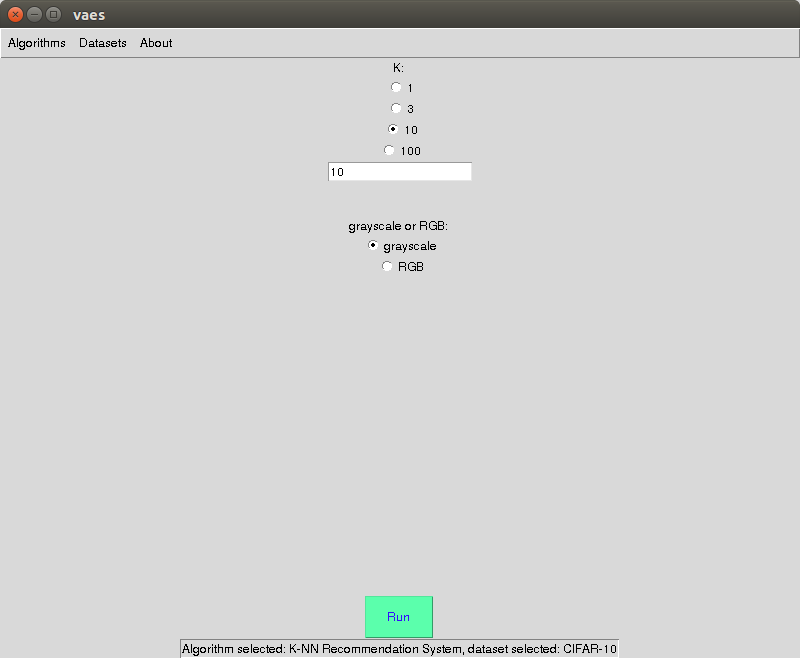 vaes
Algorithms Datasets About
K:
1
3
10
100
10
grayscale or RGB:
grayscale
RGB
Run
Algorithm selected: K-NN Recommendation System, dataset selected: CIFAR-10